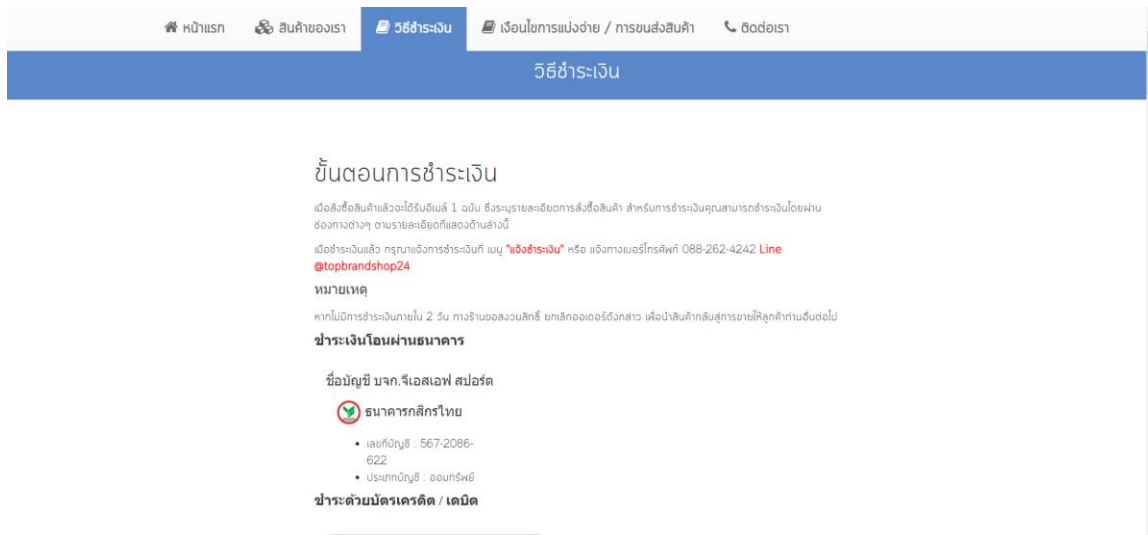 หน้าแรก สินค้าของเรา วิธีชำระเงิน เงื่อนไขการแบ่งจ่าย / การขนส่งสินค้า ติดต่อเรา
วิธีชำระเงิน
ขั้นตอนการชำระเงิน
เมื่อสั่งซื้อสินค้าแล้วจะได้รับอีเมล์ 1 ฉบับ ซึ่งระบุรายละเอียดการสั่งซื้อสินค้า สำหรับการชำระเงินคุณสามารถชำระเงินโดยผ่าน
ช่องทางต่างๆ ตามรายละเอียดที่แสดงด้านล่างนี้
เมื่อชำระเงินแล้ว กรุณาแจ้งการชำระเงินที่ เมนู "แจ้งชำระเงิน" หรือ แจ้งทางเบอร์โทรศัพท์ 088-262-4242 Line
@topbrandshop24
หมายเหตุ
หากไม่มีการชำระเงินภายใน 2 วัน ทางร้านขอสงวนสิทธิ์ ยกเลิกออเดอร์ดังกล่าว เพื่อนำสินค้ากลับสู่การขายให้ลูกค้าท่านอื่นต่อไป
ชำระเงินโอนผ่านธนาคาร
ชื่อบัญชี บจก.จีเอสเอฟ สปอร์ต
ธนาคารกสิกรไทย
เลขที่บัญชี : 567-2086-
622
ประเภทบัญชี : ออมทรัพย์
ชำระด้วยบัตรเครดิต / เดบิต